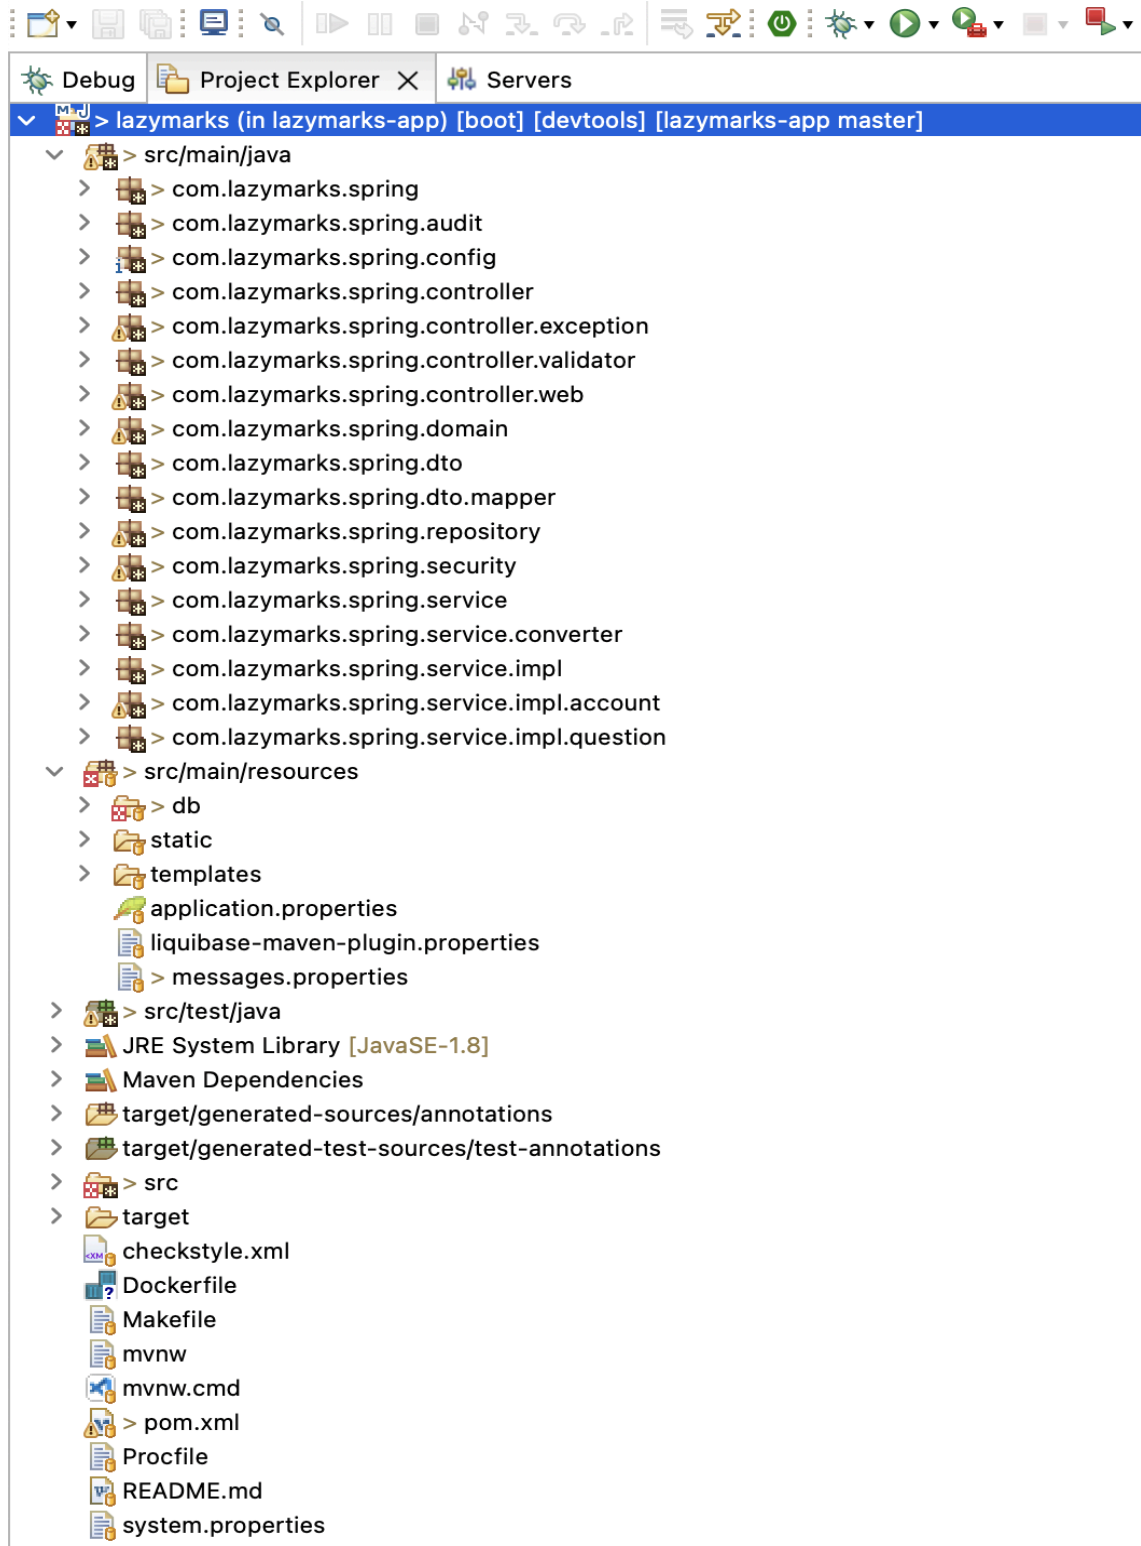 Debug Project Explorer Servers
> lazymarks (in lazymarks-app) [boot] [devtools] [lazymarks-app master]
> src/main/java
> com.lazymarks.spring
> com.lazymarks.spring.audit
> com.lazymarks.spring.config
> com.lazymarks.spring.controller
> com.lazymarks.spring.controller.exception
> com.lazymarks.spring.controller.validator
> com.lazymarks.spring.controller.web
> com.lazymarks.spring.domain
> com.lazymarks.spring.dto
> com.lazymarks.spring.dto.mapper
> com.lazymarks.spring.repository
> com.lazymarks.spring.security
> com.lazymarks.spring.service
> com.lazymarks.spring.service.converter
> com.lazymarks.spring.service.impl
> com.lazymarks.spring.service.impl.account
> com.lazymarks.spring.service.impl.question
> src/main/resources
> db
static
templates
application.properties
liquibase-maven-plugin.properties
> messages.properties
> src/test/java
JRE System Library [JavaSE-1.8]
Maven Dependencies
target/generated-sources/annotations
target/generated-test-sources/test-annotations
> src
target
checkstyle.xml
Dockerfile
Makefile
mvnw
mvnw.cmd
> pom.xml
Procfile
README.md
system.properties